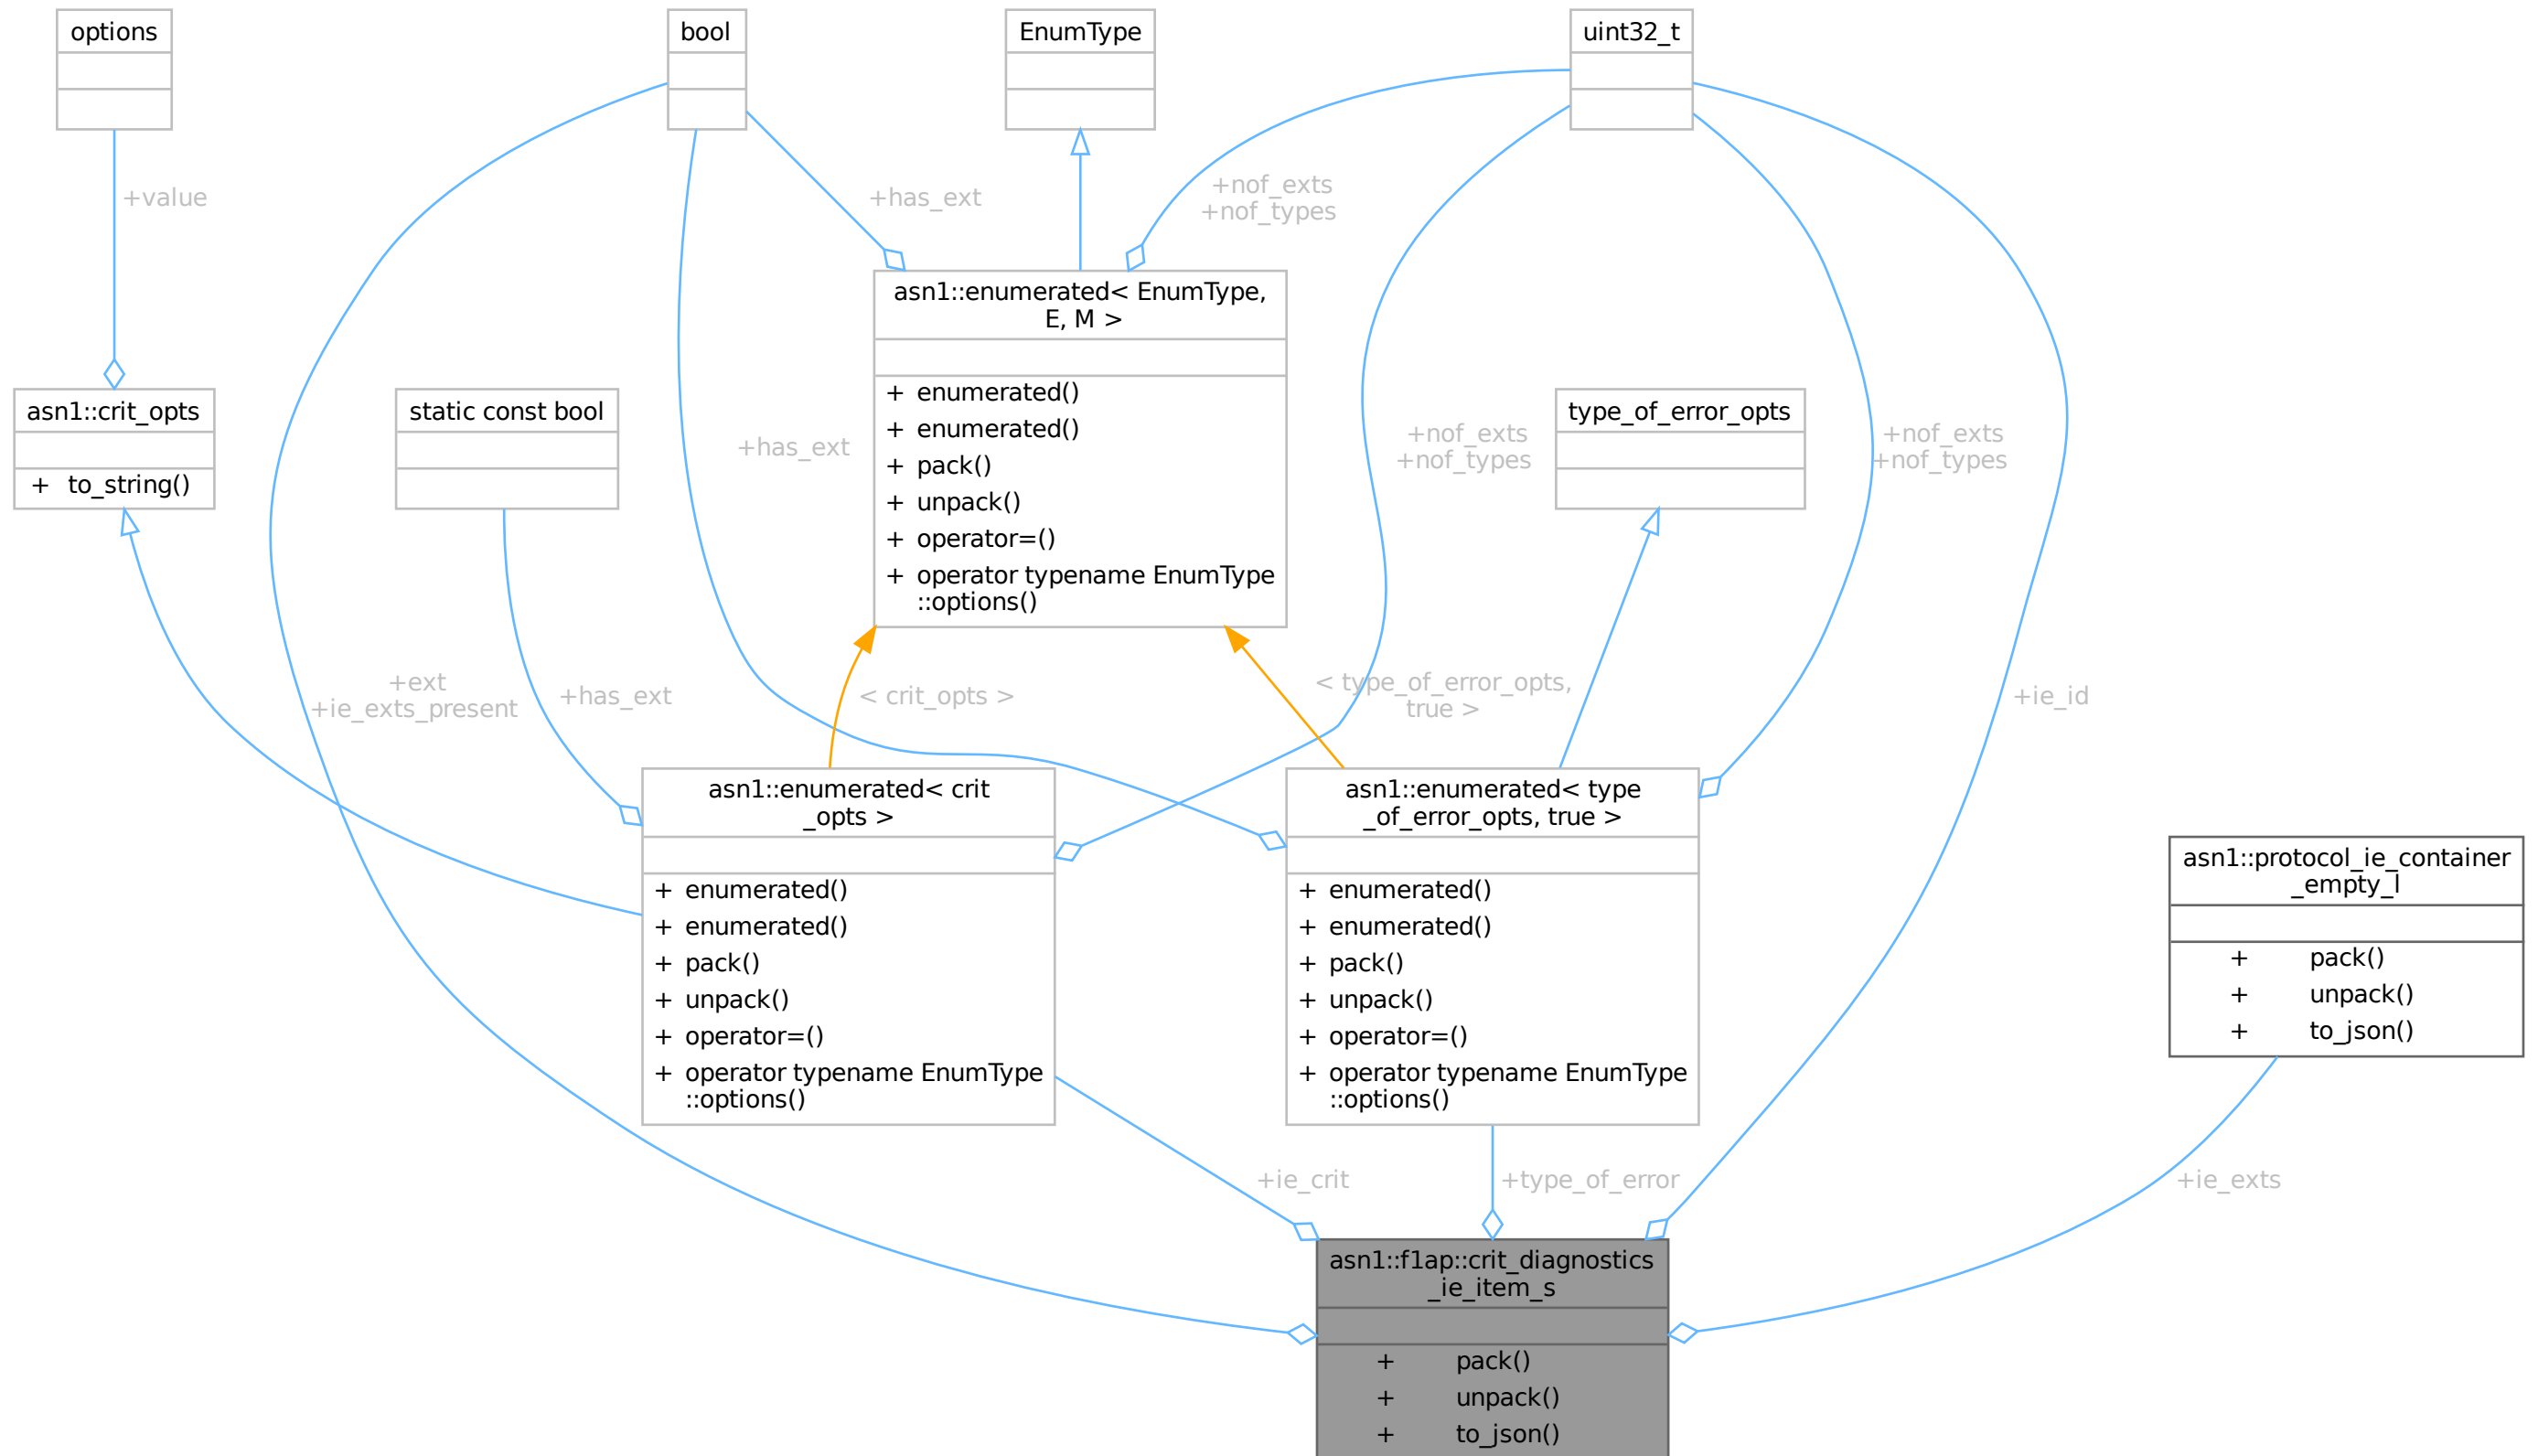 options
bool
EnumType
uint32_t
+value
+has_ext
+nof_exts
+nof_types
asn1::enumerated< EnumType,
E, M >
+ enumerated()
+ enumerated()
+ pack()
+ unpack()
+ operator=()
+ operator typename EnumType
::options()
asn1::crit_opts
+ to_string()
static const bool
+has_ext
+nof_exts
+nof_types
type_of_error_opts
+nof_exts
+nof_types
+ext
+ie_exts_present
+has_ext
< crit_opts >
< type_of_error_opts,
true >
+ie_id
asn1::enumerated< crit
_opts >
+ enumerated()
+ enumerated()
+ pack()
+ unpack()
+ operator=()
+ operator typename EnumType
::options()
asn1::enumerated< type
_of_error_opts, true >
+ enumerated()
+ enumerated()
+ pack()
+ unpack()
+ operator=()
+ operator typename EnumType
::options()
asn1::protocol_ie_container
_empty_l
+ pack()
+ unpack()
+ to_json()
+ie_crit
+type_of_error
+ie_exts
asn1::f1ap::crit_diagnostics
_ie_item_s
+ pack()
+ unpack()
+ to_json()